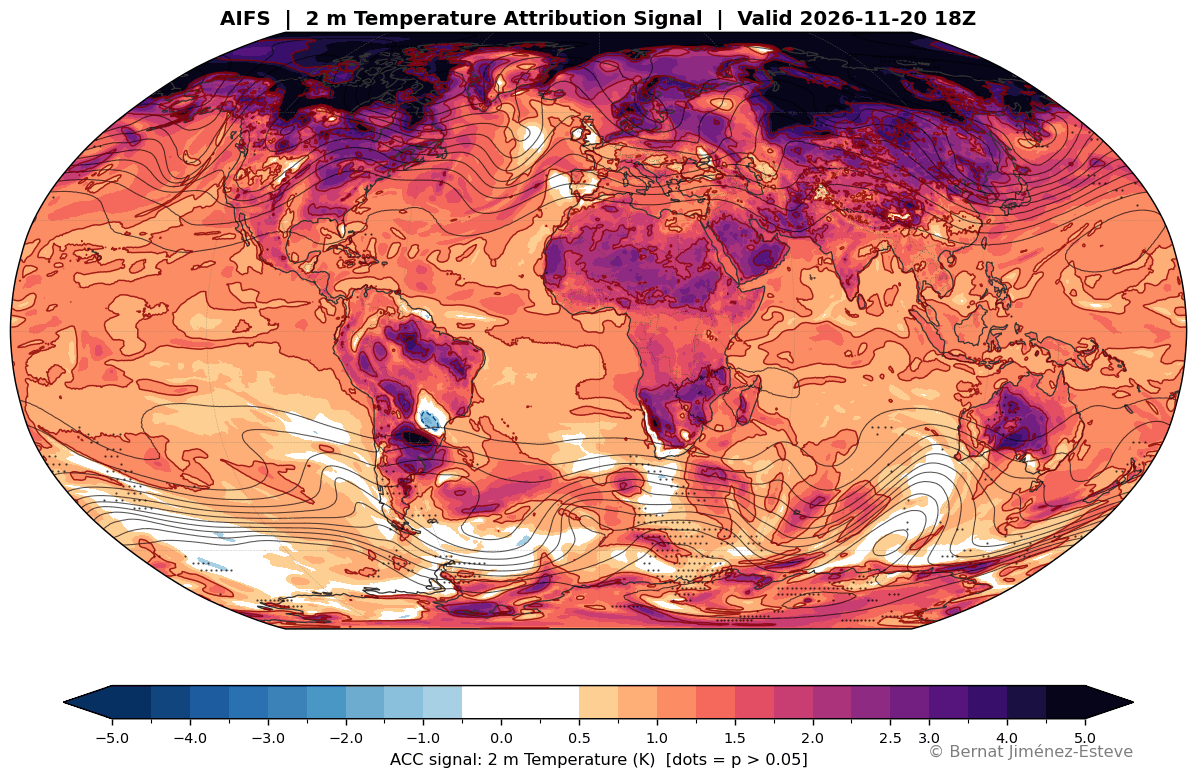 AIFS | 2 m Temperature Attribution Signal | Valid 2026-11-20 18Z
−5.0 −4.0 −3.0 −2.0 −1.0 0.0 0.5 1.0 1.5 2.0 2.5 3.0 4.0 5.0
© Bernat Jiménez-Esteve
ACC signal: 2 m Temperature (K) [dots = p > 0.05]